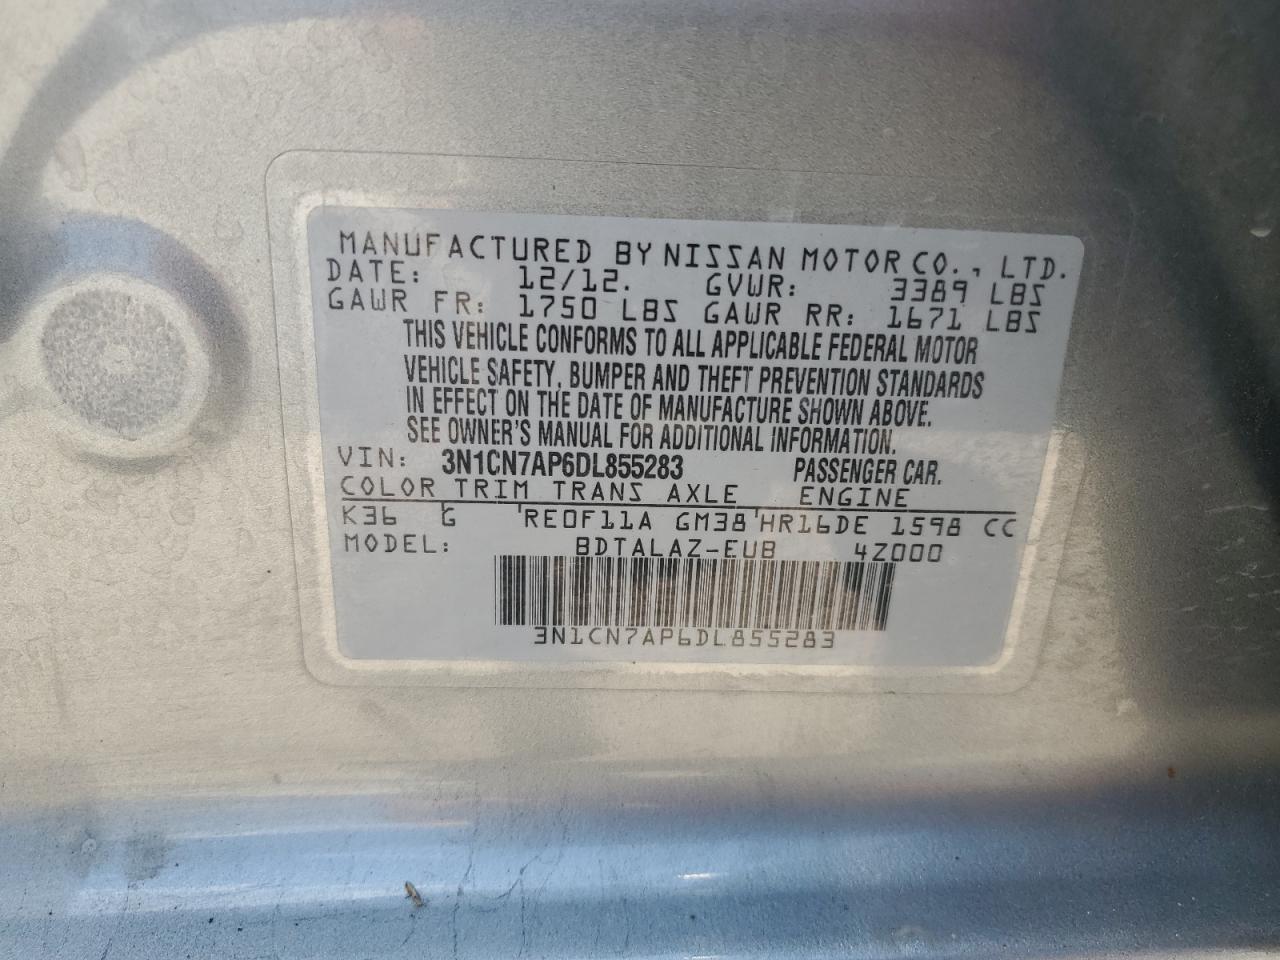 MANUFACTURED BY NISSAN MOTOR CO., LTD.
DATE: 12/12. GVWR: 3389 LBS
GAWR FR: 1750 LBS GAWR RR: 1671 LBS
THIS VEHICLE CONFORMS TO ALL APPLICABLE FEDERAL MOTOR
VEHICLE SAFETY, BUMPER AND THEFT PREVENTION STANDARDS
IN EFFECT ON THE DATE OF MANUFACTURE SHOWN ABOVE.
SEE OWNER'S MANUAL FOR ADDITIONAL INFORMATION.
VIN: 3N1CN7AP6DL855283 PASSENGER CAR.
COLOR TRIM TRANS AXLE ENGINE
K36 G RE0F11A GM38 HR16DE 1598 CC
MODEL: BDTALAZ-EUB 4Z000
3N1CN7AP6DL855283